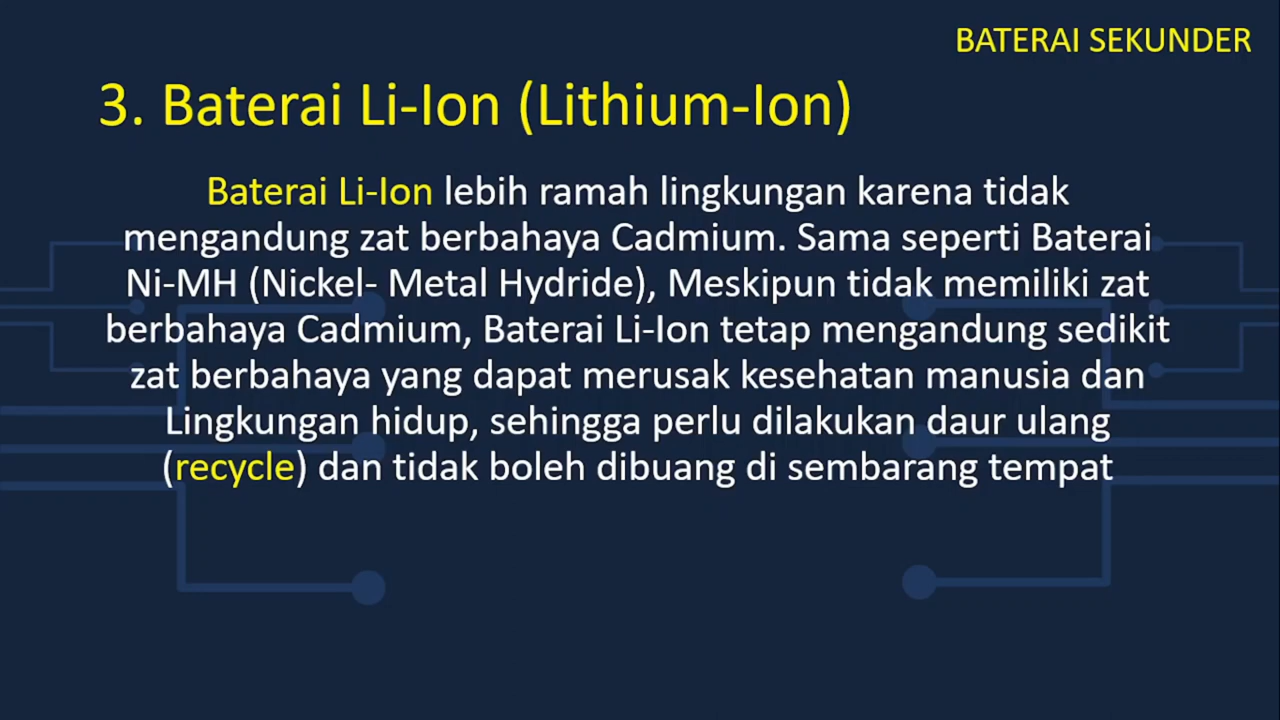 BATERAI SEKUNDER
3. Baterai Li-Ion (Lithium-Ion)
Baterai Li-Ion lebih ramah lingkungan karena tidak
mengandung zat berbahaya Cadmium. Sama seperti Baterai
Ni-MH (Nickel- Metal Hydride), Meskipun tidak memiliki zat
berbahaya Cadmium, Baterai Li-Ion tetap mengandung sedikit
zat berbahaya yang dapat merusak kesehatan manusia dan
Lingkungan hidup, sehingga perlu dilakukan daur ulang
(recycle) dan tidak boleh dibuang di sembarang tempat